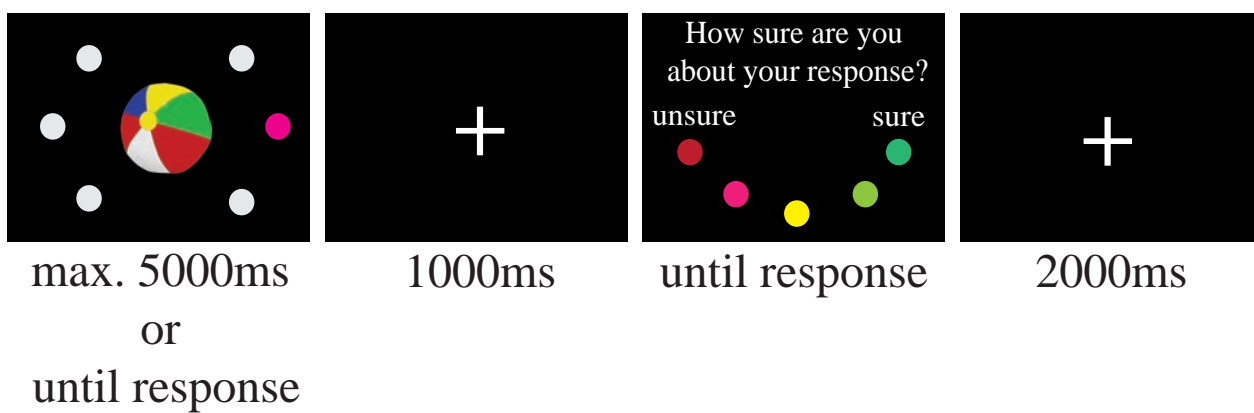 How sure are you
about your response?
unsure sure
max. 5000ms
or
until response
1000ms
until response
2000ms